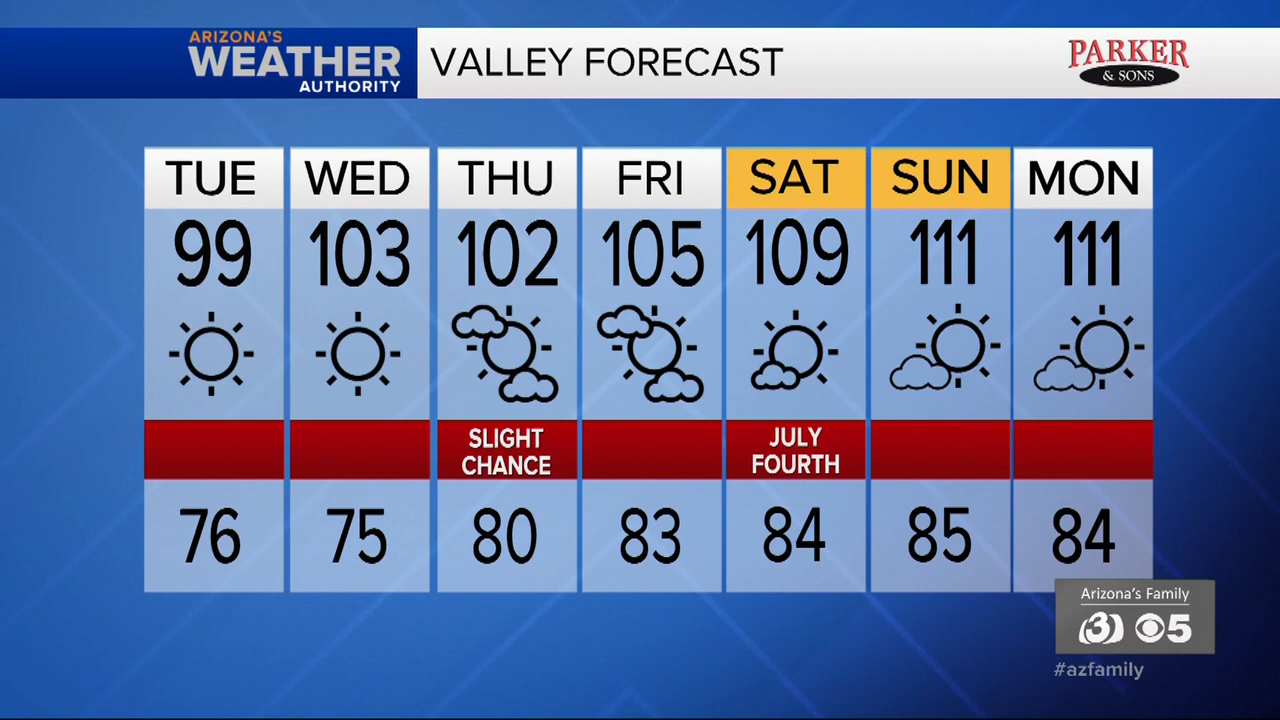 ARIZONA'S
WEATHER
AUTHORITY
VALLEY FORECAST
PARKER
& SONS
TUE WED THU FRI SAT SUN MON
99 103 102 105 109 111 111
SLIGHT
CHANCE
JULY
FOURTH
76 75 80 83 84 85 84
Arizona's Family
3 5
#azfamily